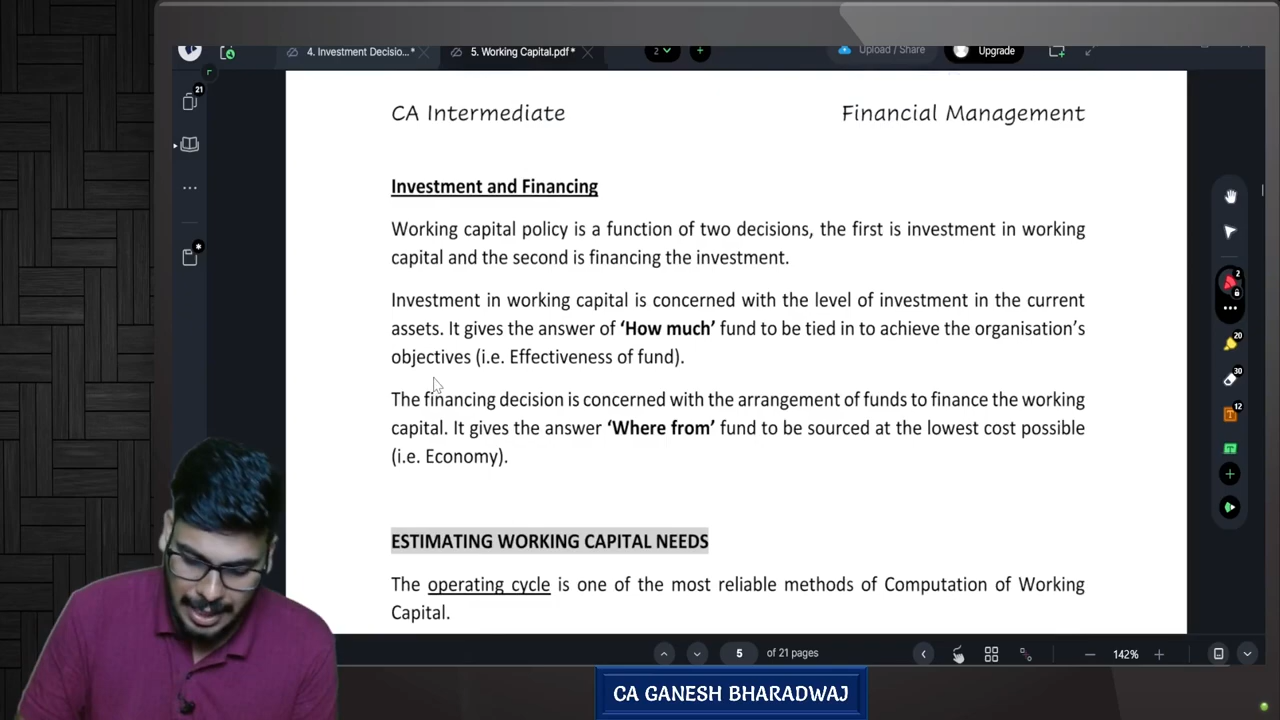 4. Investment Decisio...*
5. Working Capital.pdf*
2
Upload / Share
Upgrade
21
CA Intermediate
Financial Management
Investment and Financing
Working capital policy is a function of two decisions, the first is investment in working
capital and the second is financing the investment.
Investment in working capital is concerned with the level of investment in the current
assets. It gives the answer of ‘How much’ fund to be tied in to achieve the organisation’s
objectives (i.e. Effectiveness of fund).
The financing decision is concerned with the arrangement of funds to finance the working
capital. It gives the answer ‘Where from’ fund to be sourced at the lowest cost possible
(i.e. Economy).
ESTIMATING WORKING CAPITAL NEEDS
The operating cycle is one of the most reliable methods of Computation of Working
Capital.
2
20
30
12
5 of 21 pages
142%
CA GANESH BHARADWAJ